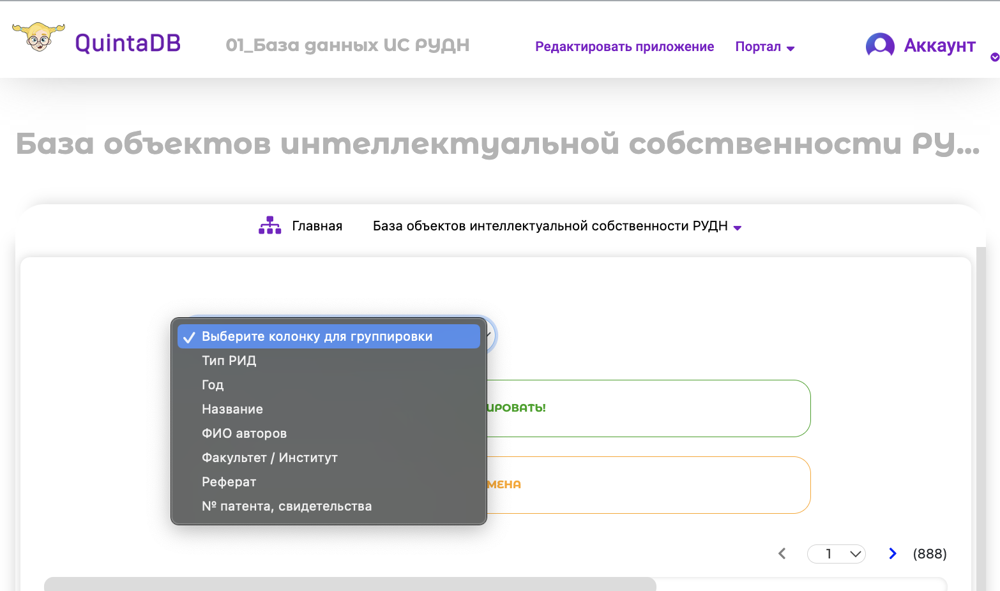 QuintaDB
01_База данных ИС РУДН
Редактировать приложение
Портал
Аккаунт
База объектов интеллектуальной собственности РУ...
Главная
База объектов интеллектуальной собственности РУДН
Выберите колонку для группировки
Тип РИД
Год
Название
ФИО авторов
Факультет / Институт
Реферат
№ патента, свидетельства
ИРОВАТЬ!
МЕНА
1
(888)